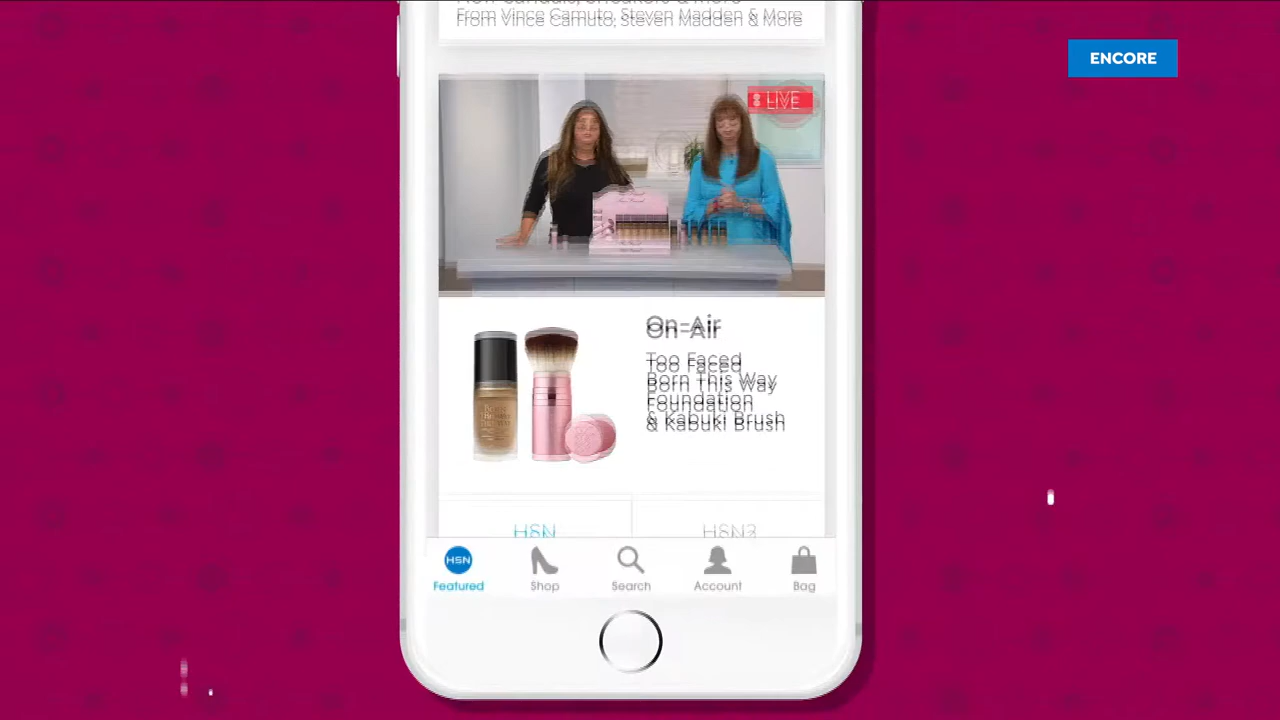 From Vince Camuto, Steven Madden & More
ENCORE
LIVE
On-Air
Too Faced
Born This Way
Foundation
& Kabuki Brush
HSN
HSN3
HSN
Featured
Shop
Search
Account
Bag